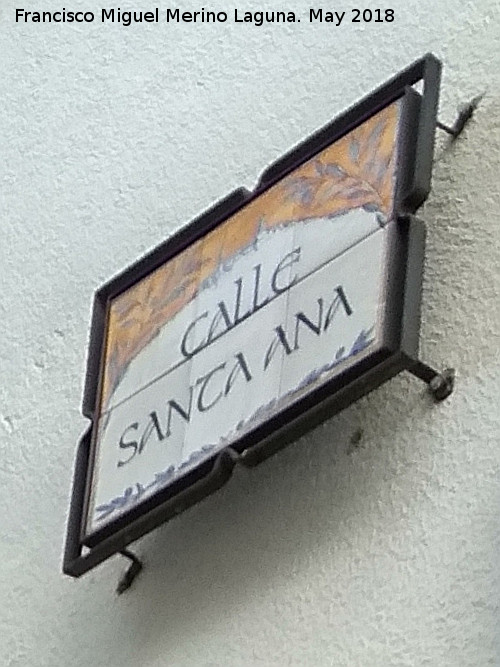 Francisco Miguel Merino Laguna. May 2018
CALLE
SANTA ANA